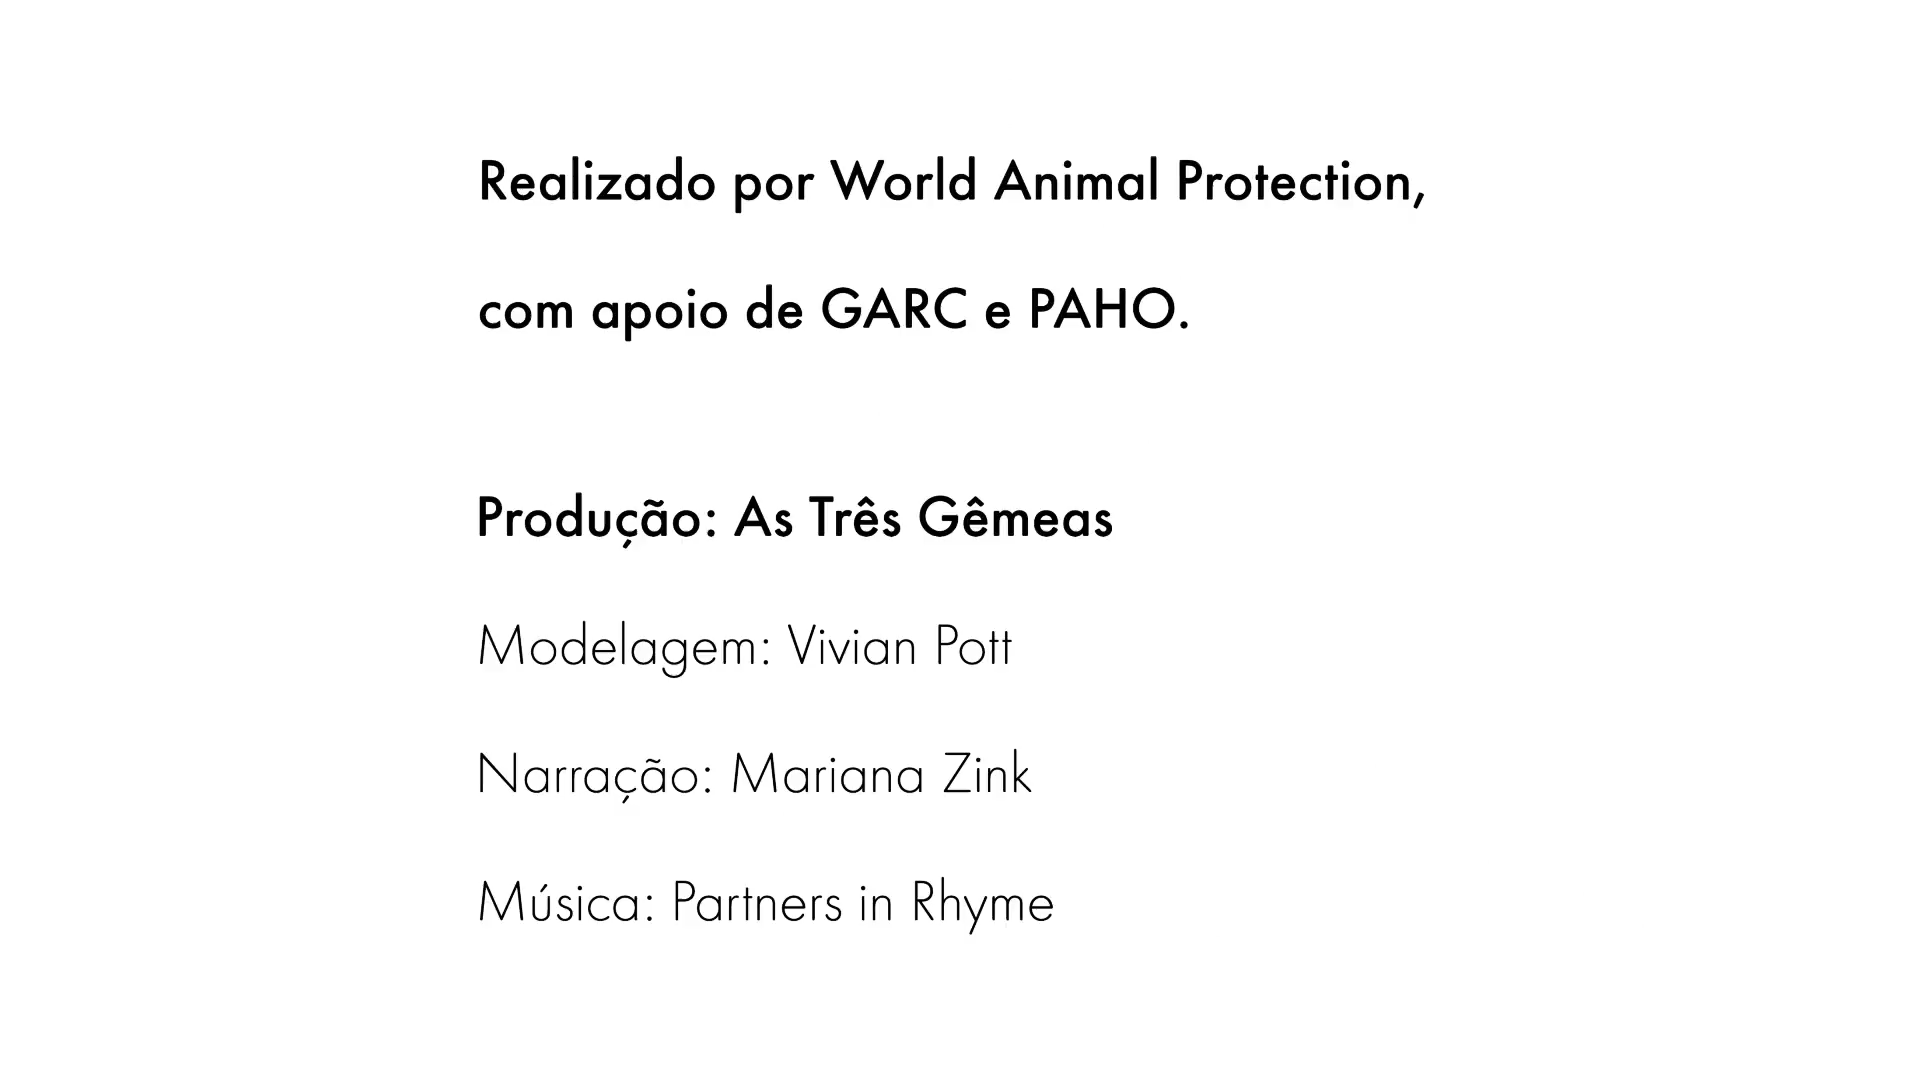 Realizado por World Animal Protection,
com apoio de GARC e PAHO.
Produção: As Três Gêmeas
Modelagem: Vivian Pott
Narração: Mariana Zink
Música: Partners in Rhyme